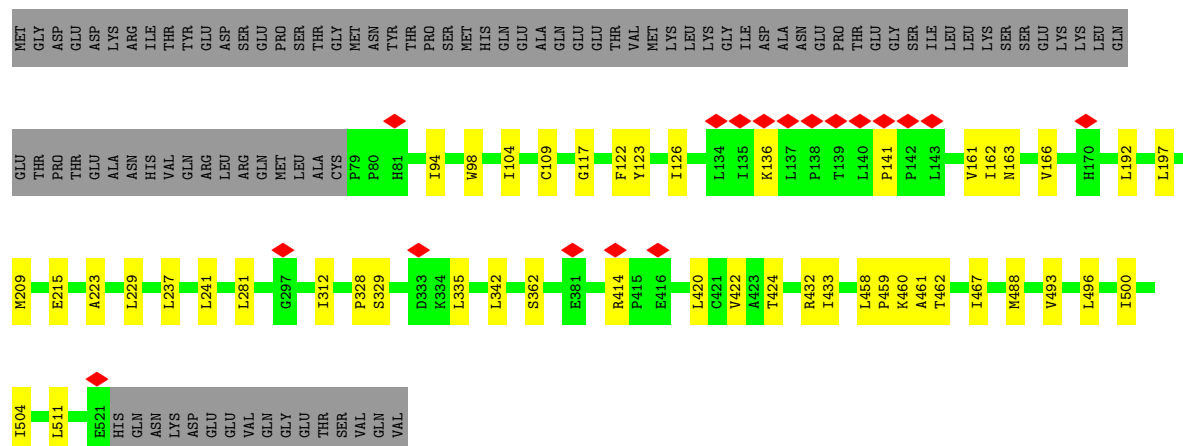 MET GLY ASP GLU ASP LYS ARG ILE THR TYR GLU ASP SER GLU PRO SER THR GLY MET ASN TYR THR PRO SER MET HIS GLN GLU ALA GLN GLU GLU THR VAL MET LYS LEU LYS GLY ILE ASP ALA ASN GLU PRO THR GLU GLY SER ILE LEU LEU LYS SER SER GLU LYS LYS LEU GLN
GLU THR PRO THR GLU ALA ASN HIS VAL GLN ARG LEU ARG GLN MET LEU ALA CYS P79 P80 H81 I94 W98 I104 C109 G117 F122 Y123 I126 L134 I135 K136 L137 P138 T139 L140 P141 P142 L143 V161 I162 N163 V166 H170 L192 L197
M209 E215 A223 L229 L237 L241 L281 G297 I312 P328 S329 D333 K334 L335 L342 S362 E381 R414 P415 E416 L420 C421 V422 A423 T424 R432 I433 L458 P459 K460 A461 T462 I467 M488 V493 L496 I500
I504 L511 E521 HIS GLN ASN LYS ASP GLU GLU VAL GLN GLY GLU THR SER VAL GLN VAL